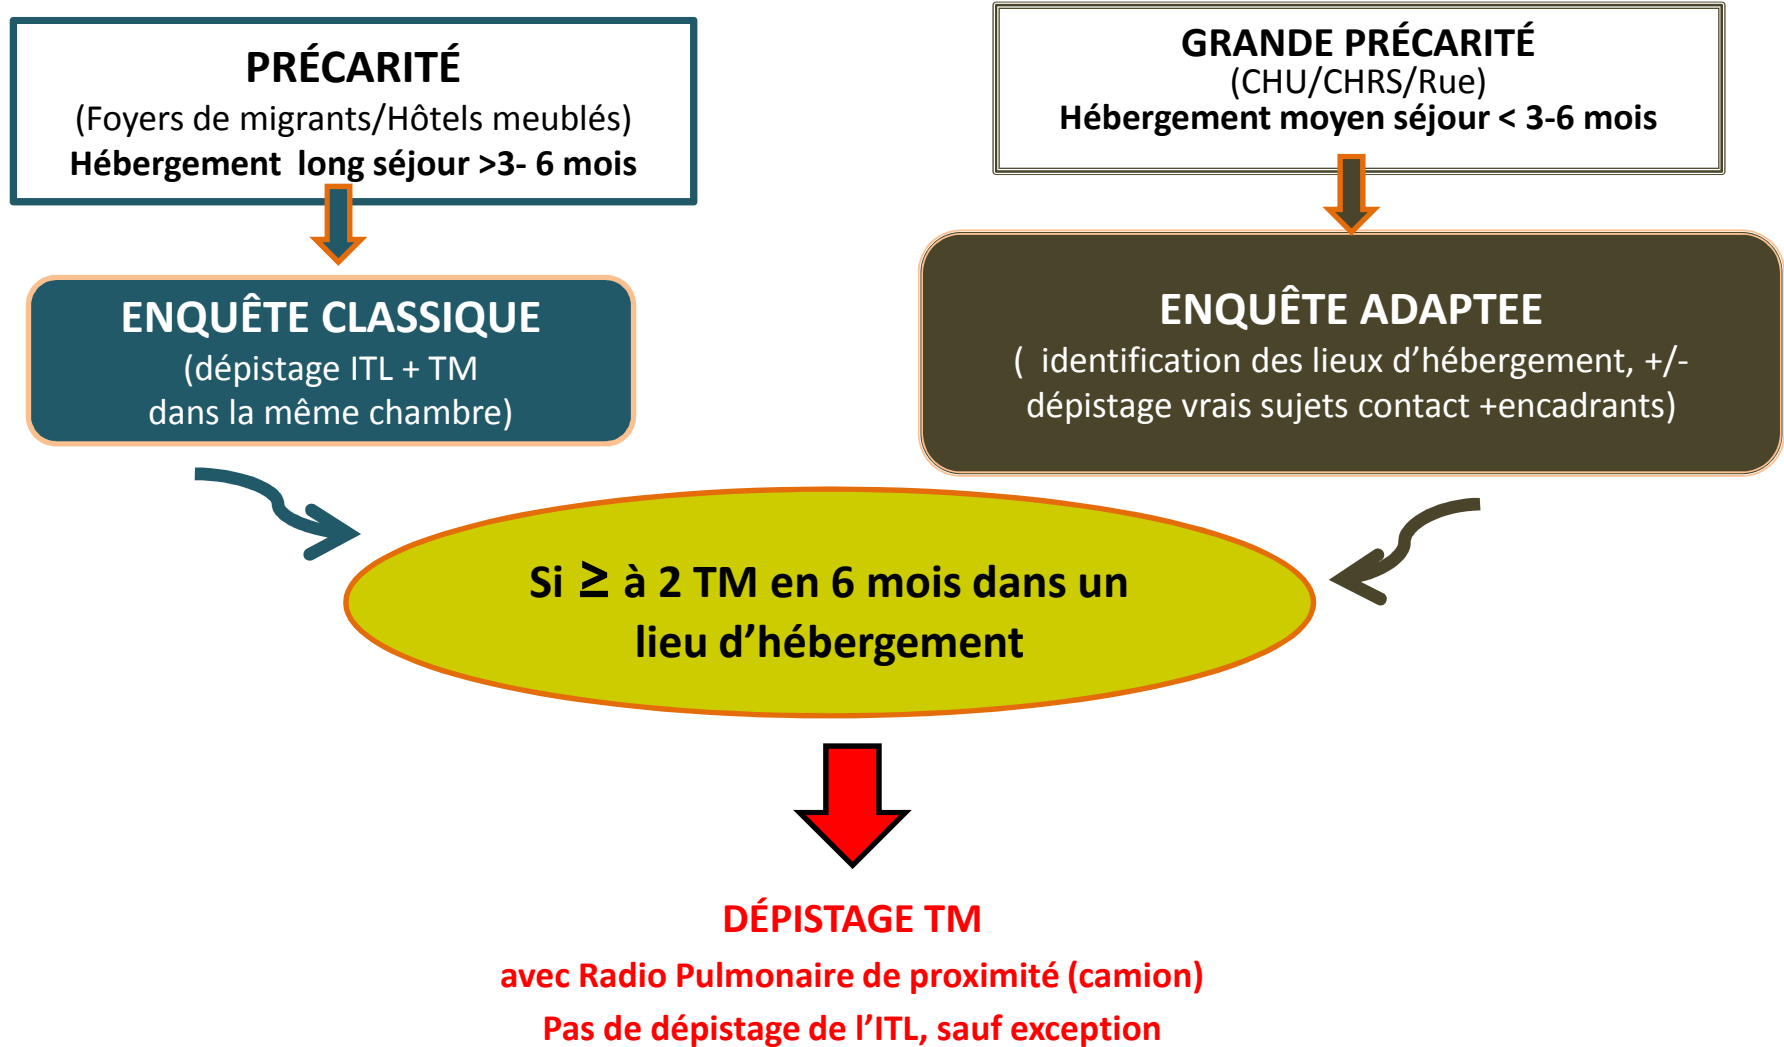 PRÉCARITÉ
(Foyers de migrants/Hôtels meublés)
Hébergement long séjour >3- 6 mois
GRANDE PRÉCARITÉ
(CHU/CHRS/Rue)
Hébergement moyen séjour < 3-6 mois
ENQUÊTE CLASSIQUE
(dépistage ITL + TM
dans la même chambre)
ENQUÊTE ADAPTEE
( identification des lieux d’hébergement, +/-
dépistage vrais sujets contact +encadrants)
Si ≥ à 2 TM en 6 mois dans un
lieu d’hébergement
DÉPISTAGE TM
avec Radio Pulmonaire de proximité (camion)
Pas de dépistage de l’ITL, sauf exception